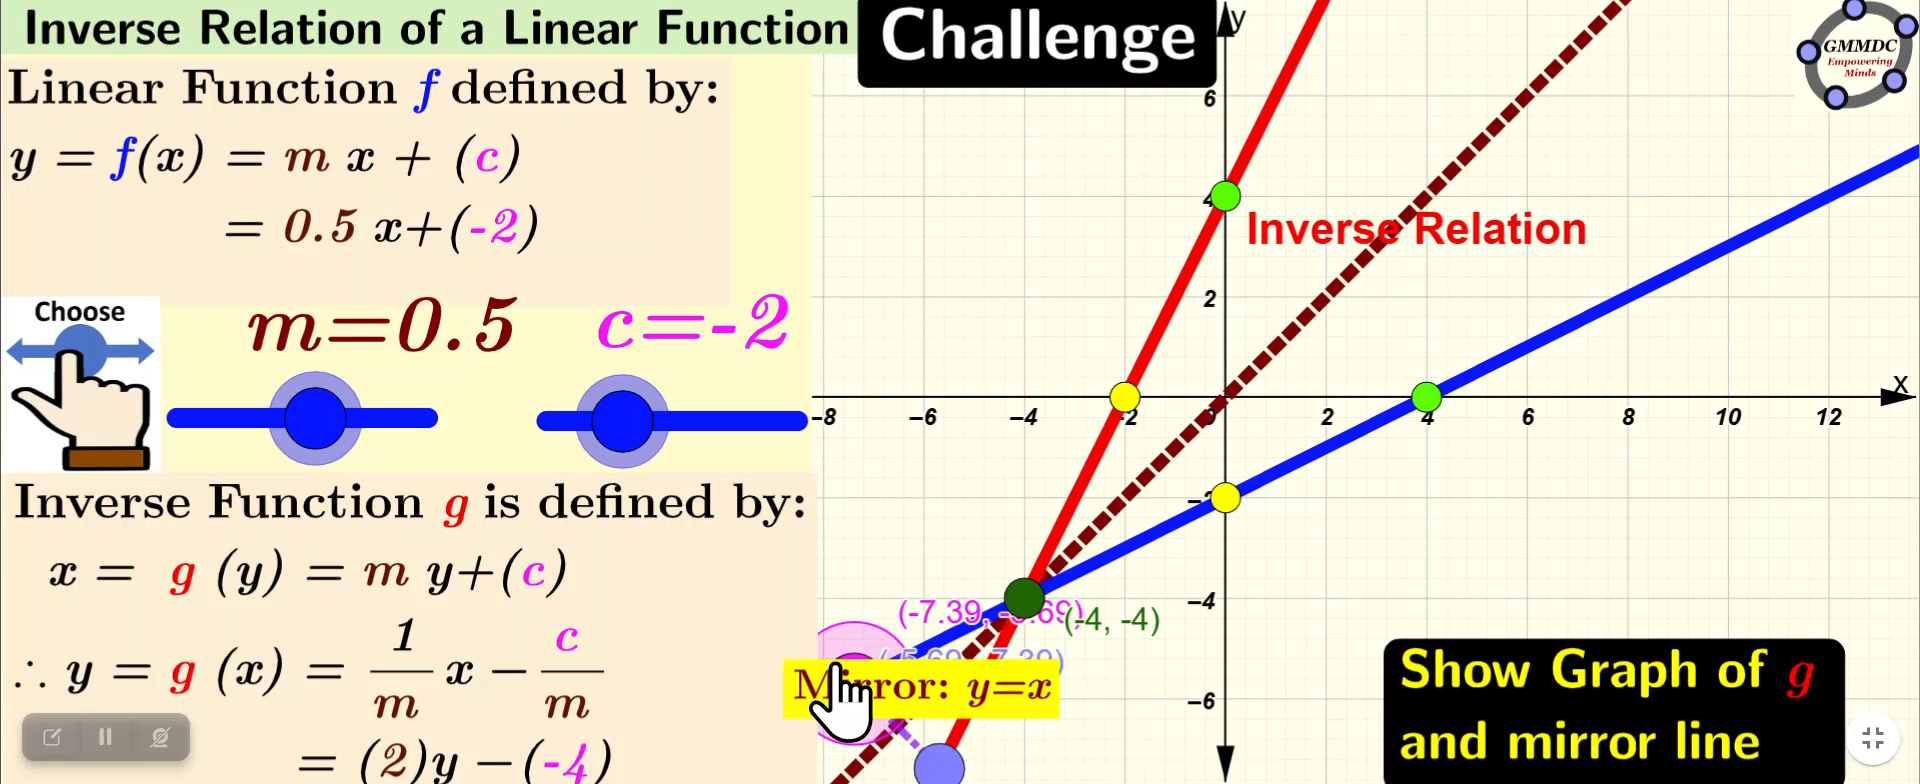 Inverse Relation of a Linear Function
Challenge
Linear Function f defined by:
y = f(x) = m x + (c)
= 0.5 x+(-2)
Choose
m=0.5
c=-2
Inverse Function g is defined by:
x = g (y) = m y+(c)
∴ y = g (x) = 1/m x − c/m
= (2)y −(-4)
y
GMMDC
Empowering
Minds
6
4
Inverse Relation
2
x
−8 −6 −4 −2 0 2 4 6 8 10 12
−2
−4
−6
(-4, -4)
Mirror: y=x
Show Graph of g
and mirror line